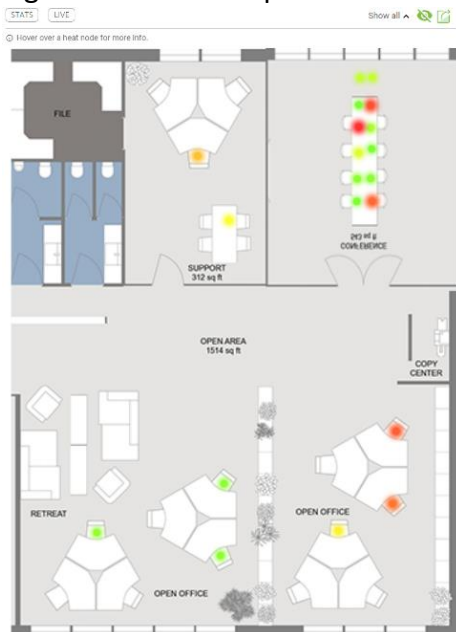 STATS LIVE Show all
Hover over a heat node for more Info.
FILE
543 sq ft
CONFERENCE
SUPPORT
312 sq ft
OPEN AREA
1514 sq ft
COPY
CENTER
RETREAT
OPEN OFFICE
OPEN OFFICE